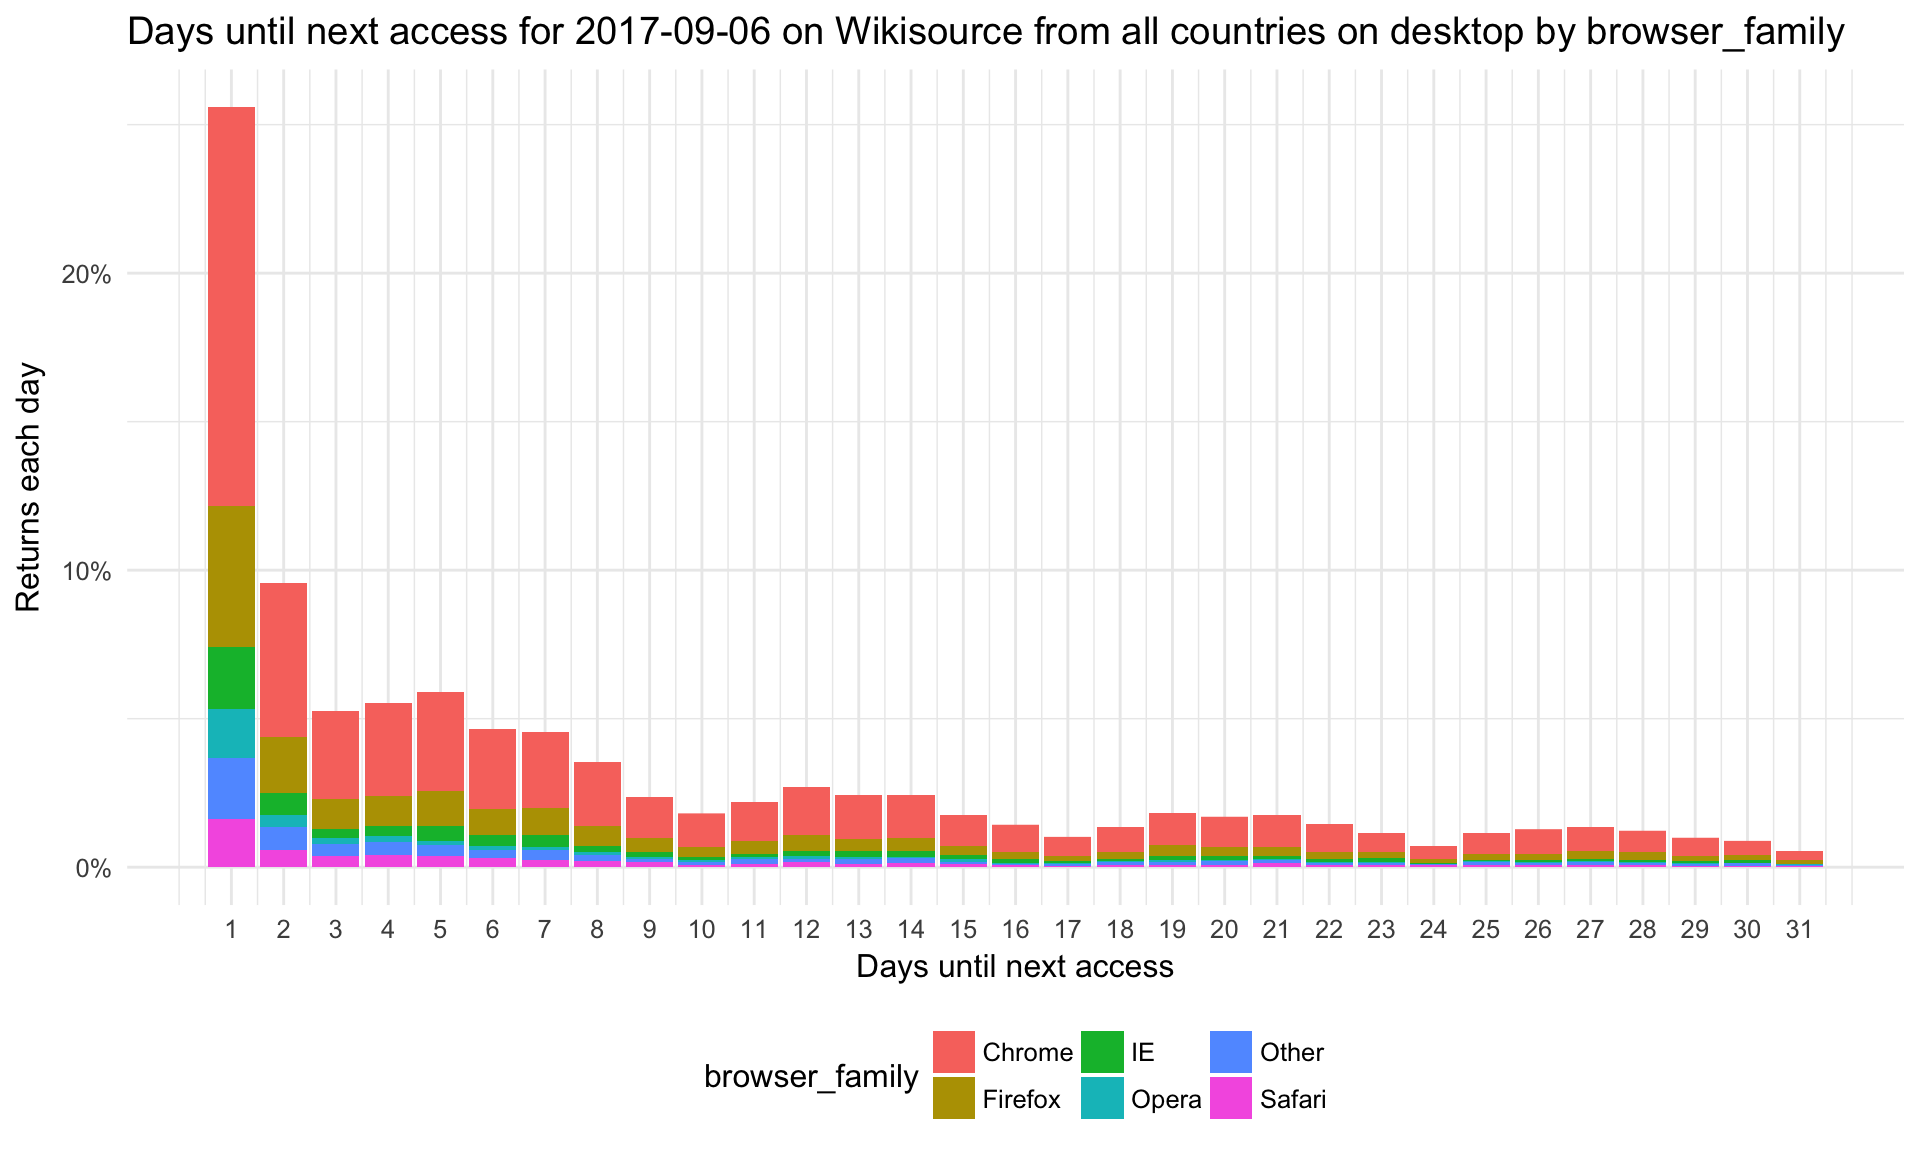 Days until next access for 2017-09-06 on Wikisource from all countries on desktop by browser_family
Returns each day
20%
10%
0%
1 2 3 4 5 6 7 8 9 10 11 12 13 14 15 16 17 18 19 20 21 22 23 24 25 26 27 28 29 30 31
Days until next access
browser_family
Chrome IE Other
Firefox Opera Safari